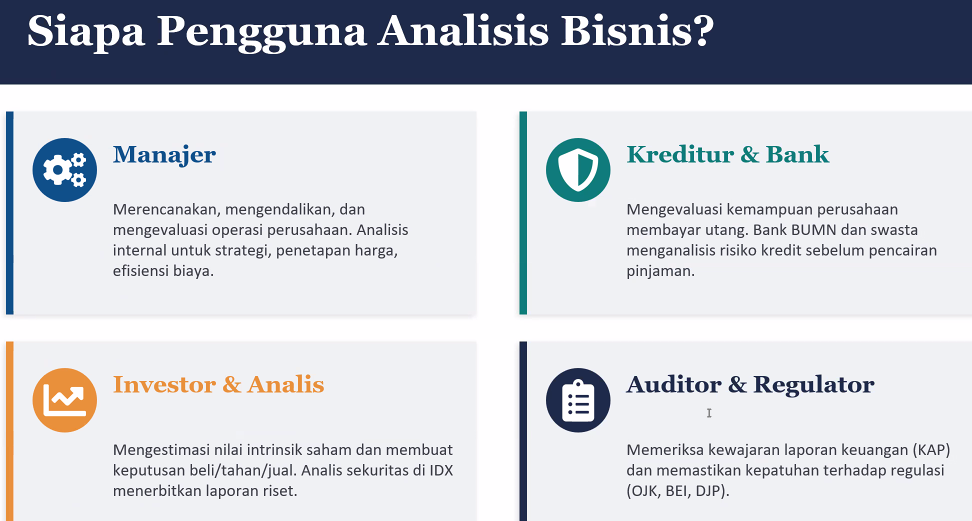 Siapa Pengguna Analisis Bisnis?
Manajer
Merencanakan, mengendalikan, dan
mengevaluasi operasi perusahaan. Analisis
internal untuk strategi, penetapan harga,
efisiensi biaya.
Kreditur & Bank
Mengevaluasi kemampuan perusahaan
membayar utang. Bank BUMN dan swasta
menganalisis risiko kredit sebelum pencairan
pinjaman.
Investor & Analis
Mengestimasi nilai intrinsik saham dan membuat
keputusan beli/tahan/jual. Analis sekuritas di IDX
menerbitkan laporan riset.
Auditor & Regulator
Memeriksa kewajaran laporan keuangan (KAP)
dan memastikan kepatuhan terhadap regulasi
(OJK, BEI, DJP).